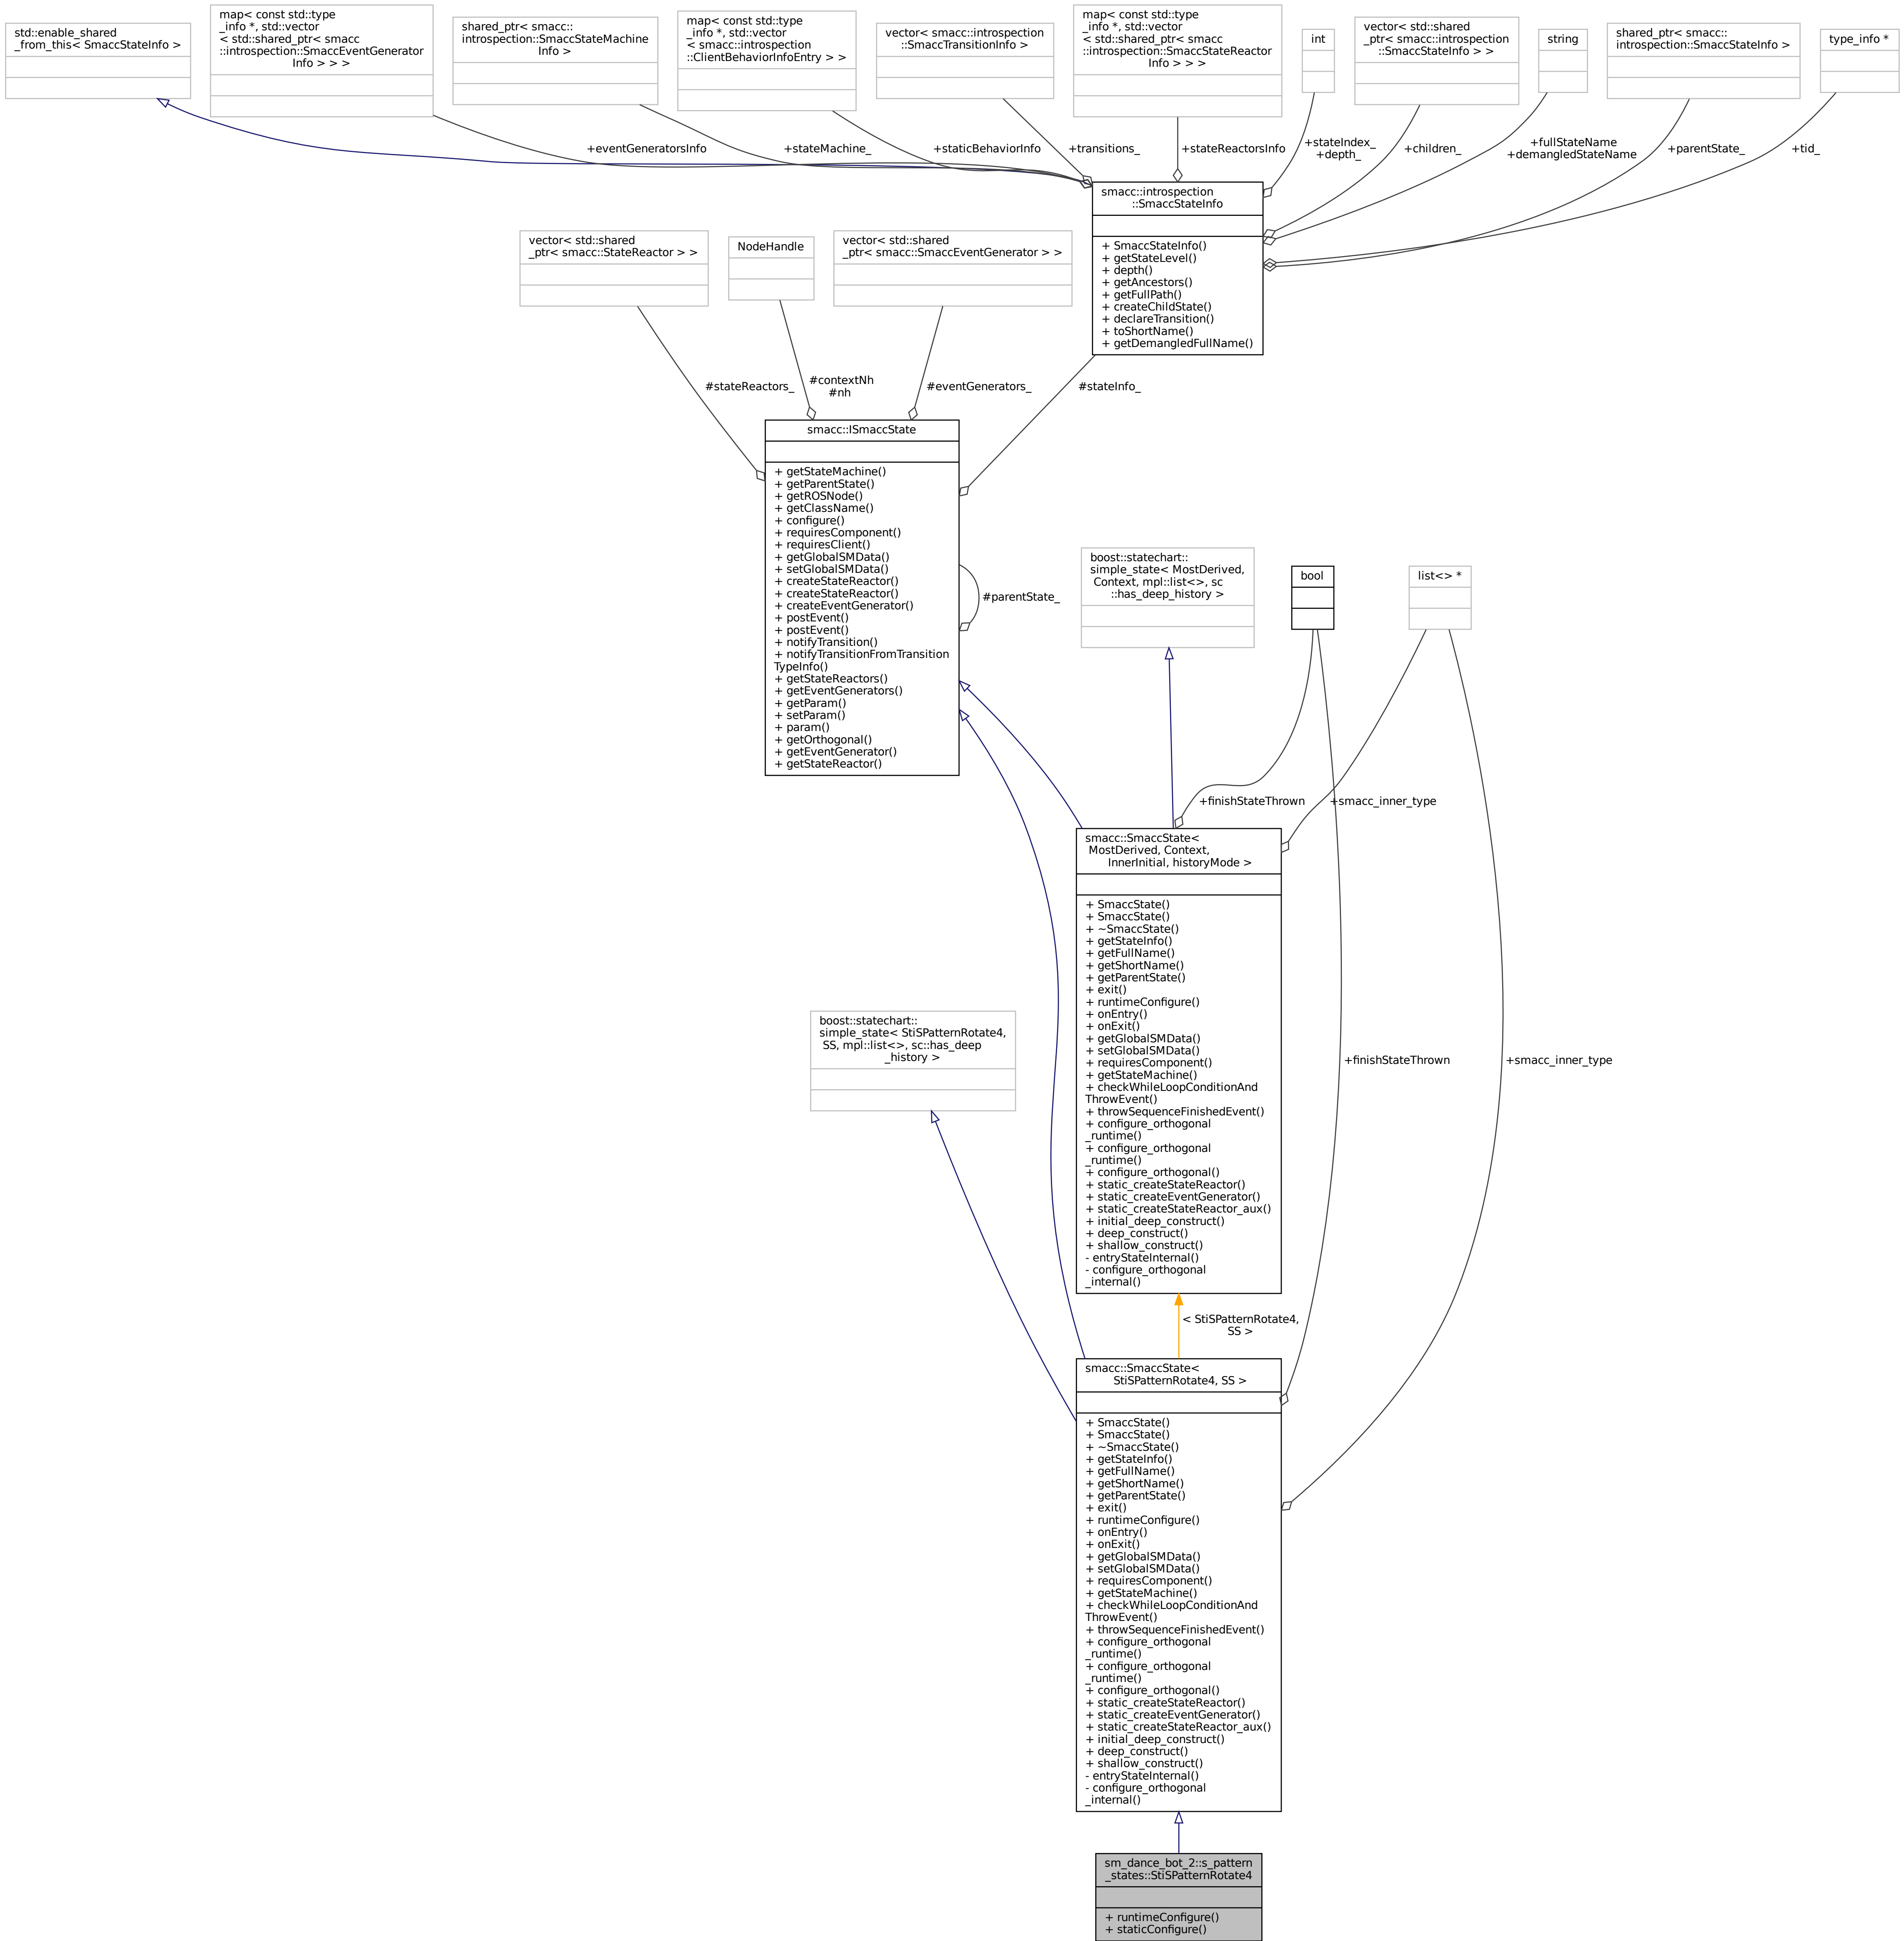 std::enable_shared
_from_this< SmaccStateInfo >
map< const std::type
_info *, std::vector
< std::shared_ptr< smacc
::introspection::SmaccEventGenerator
Info > > >
shared_ptr< smacc::
introspection::SmaccStateMachine
Info >
map< const std::type
_info *, std::vector
< smacc::introspection
::ClientBehaviorInfoEntry > >
vector< smacc::introspection
::SmaccTransitionInfo >
map< const std::type
_info *, std::vector
< std::shared_ptr< smacc
::introspection::SmaccStateReactor
Info > > >
int
vector< std::shared
_ptr< smacc::introspection
::SmaccStateInfo > >
string
shared_ptr< smacc::
introspection::SmaccStateInfo >
type_info *
+eventGeneratorsInfo
+stateMachine_
+staticBehaviorInfo
+transitions_
+stateReactorsInfo
+stateIndex_
+depth_
+children_
+fullStateName
+demangledStateName
+parentState_
+tid_
smacc::introspection
::SmaccStateInfo
+ SmaccStateInfo()
+ getStateLevel()
+ depth()
+ getAncestors()
+ getFullPath()
+ createChildState()
+ declareTransition()
+ toShortName()
+ getDemangledFullName()
vector< std::shared
_ptr< smacc::StateReactor > >
NodeHandle
vector< std::shared
_ptr< smacc::SmaccEventGenerator > >
#stateReactors_
#contextNh
#nh
#eventGenerators_
#stateInfo_
smacc::ISmaccState
+ getStateMachine()
+ getParentState()
+ getROSNode()
+ getClassName()
+ configure()
+ requiresComponent()
+ requiresClient()
+ getGlobalSMData()
+ setGlobalSMData()
+ createStateReactor()
+ createStateReactor()
+ createEventGenerator()
+ postEvent()
+ postEvent()
+ notifyTransition()
+ notifyTransitionFromTransition
TypeInfo()
+ getStateReactors()
+ getEventGenerators()
+ getParam()
+ setParam()
+ param()
+ getOrthogonal()
+ getEventGenerator()
+ getStateReactor()
#parentState_
boost::statechart::
simple_state< MostDerived,
Context, mpl::list<>, sc
::has_deep_history >
bool
list<> *
+finishStateThrown
+smacc_inner_type
smacc::SmaccState<
MostDerived, Context,
InnerInitial, historyMode >
+ SmaccState()
+ SmaccState()
+ ~SmaccState()
+ getStateInfo()
+ getFullName()
+ getShortName()
+ getParentState()
+ exit()
+ runtimeConfigure()
+ onEntry()
+ onExit()
+ getGlobalSMData()
+ setGlobalSMData()
+ requiresComponent()
+ getStateMachine()
+ checkWhileLoopConditionAnd
ThrowEvent()
+ throwSequenceFinishedEvent()
+ configure_orthogonal
_runtime()
+ configure_orthogonal
_runtime()
+ configure_orthogonal()
+ static_createStateReactor()
+ static_createEventGenerator()
+ static_createStateReactor_aux()
+ initial_deep_construct()
+ deep_construct()
+ shallow_construct()
- entryStateInternal()
- configure_orthogonal
_internal()
boost::statechart::
simple_state< StiSPatternRotate4,
SS, mpl::list<>, sc::has_deep
_history >
+finishStateThrown
+smacc_inner_type
< StiSPatternRotate4,
SS >
smacc::SmaccState<
StiSPatternRotate4, SS >
+ SmaccState()
+ SmaccState()
+ ~SmaccState()
+ getStateInfo()
+ getFullName()
+ getShortName()
+ getParentState()
+ exit()
+ runtimeConfigure()
+ onEntry()
+ onExit()
+ getGlobalSMData()
+ setGlobalSMData()
+ requiresComponent()
+ getStateMachine()
+ checkWhileLoopConditionAnd
ThrowEvent()
+ throwSequenceFinishedEvent()
+ configure_orthogonal
_runtime()
+ configure_orthogonal
_runtime()
+ configure_orthogonal()
+ static_createStateReactor()
+ static_createEventGenerator()
+ static_createStateReactor_aux()
+ initial_deep_construct()
+ deep_construct()
+ shallow_construct()
- entryStateInternal()
- configure_orthogonal
_internal()
sm_dance_bot_2::s_pattern
_states::StiSPatternRotate4
+ runtimeConfigure()
+ staticConfigure()